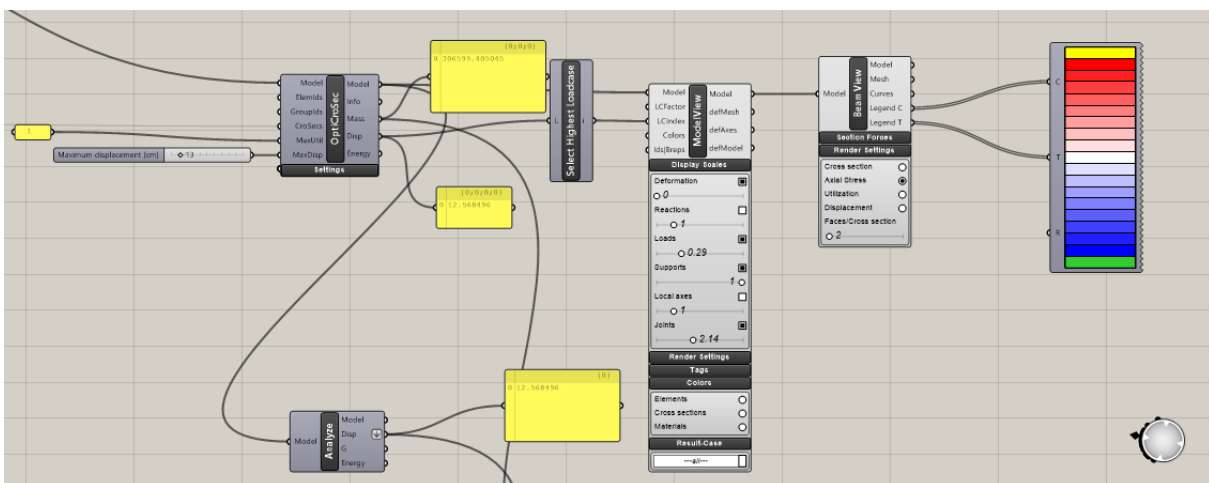 1
Maximum displacement [cm]
13
Model
ElemIds
GroupIds
CroSecs
MaxUtil
MaxDisp
OptiCroSec
Model
Info
Mass
Disp
Energy
Settings
{0;0;0}
0 306599.405045
{0;0;0;0}
0 12.568496
L
Select Highest Loadcase
i
Model
LCFactor
LCIndex
Colors
Ids|Breps
ModelView
Model
defMesh
defAxes
defModel
Display Scales
Deformation
0
Reactions
1
Loads
0.29
Supports
1
Local axes
1
Joints
2.14
Render Settings
Tags
Colors
Elements
Cross sections
Materials
Result-Case
---all---
Model
Beam View
Model
Mesh
Curves
Legend C
Legend T
Section Forces
Render Settings
Cross section
Axial Stress
Utilization
Displacement
Faces/Cross section
2
C
T
R
Model
Analyze
Model
Disp
G
Energy
{0}
0 12.568496